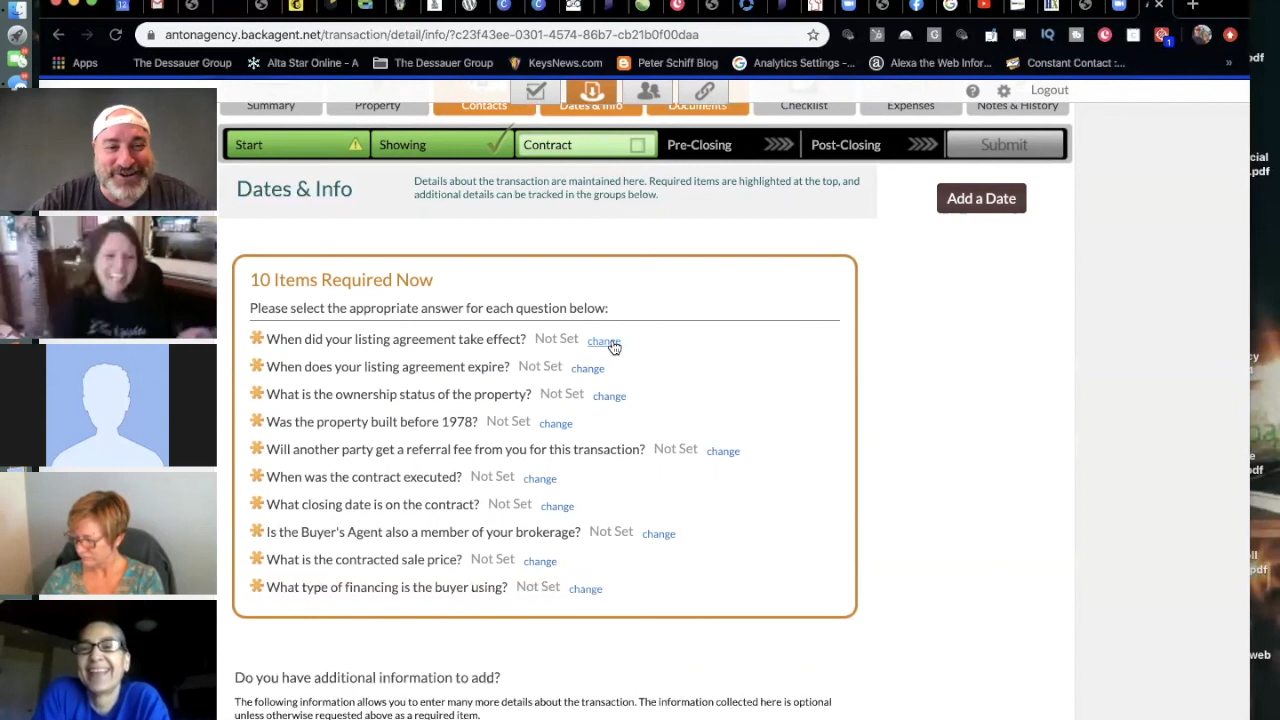 antonagency.backagent.net/transaction/detail/info/?c23f43ee-0301-4574-86b7-cb21b0f00daa
Apps
The Dessauer Group
Alta Star Online - A
The Dessauer Group
KeysNews.com
Peter Schiff Blog
Analytics Settings -...
Alexa the Web Infor...
Constant Contact :...
»
Logout
Summary
Property
Contacts
Dates & Info
Documents
Checklist
Expenses
Notes & History
Start
Showing
Contract
Pre-Closing
Post-Closing
Submit
Dates & Info
Details about the transaction are maintained here. Required items are highlighted at the top, and
additional details can be tracked in the groups below.
Add a Date
10 Items Required Now
Please select the appropriate answer for each question below:
When did your listing agreement take effect? Not Set change
When does your listing agreement expire? Not Set change
What is the ownership status of the property? Not Set change
Was the property built before 1978? Not Set change
Will another party get a referral fee from you for this transaction? Not Set change
When was the contract executed? Not Set change
What closing date is on the contract? Not Set change
Is the Buyer's Agent also a member of your brokerage? Not Set change
What is the contracted sale price? Not Set change
What type of financing is the buyer using? Not Set change
Do you have additional information to add?
The following information allows you to enter many more details about the transaction. The information collected here is optional
unless otherwise requested above as a required item.